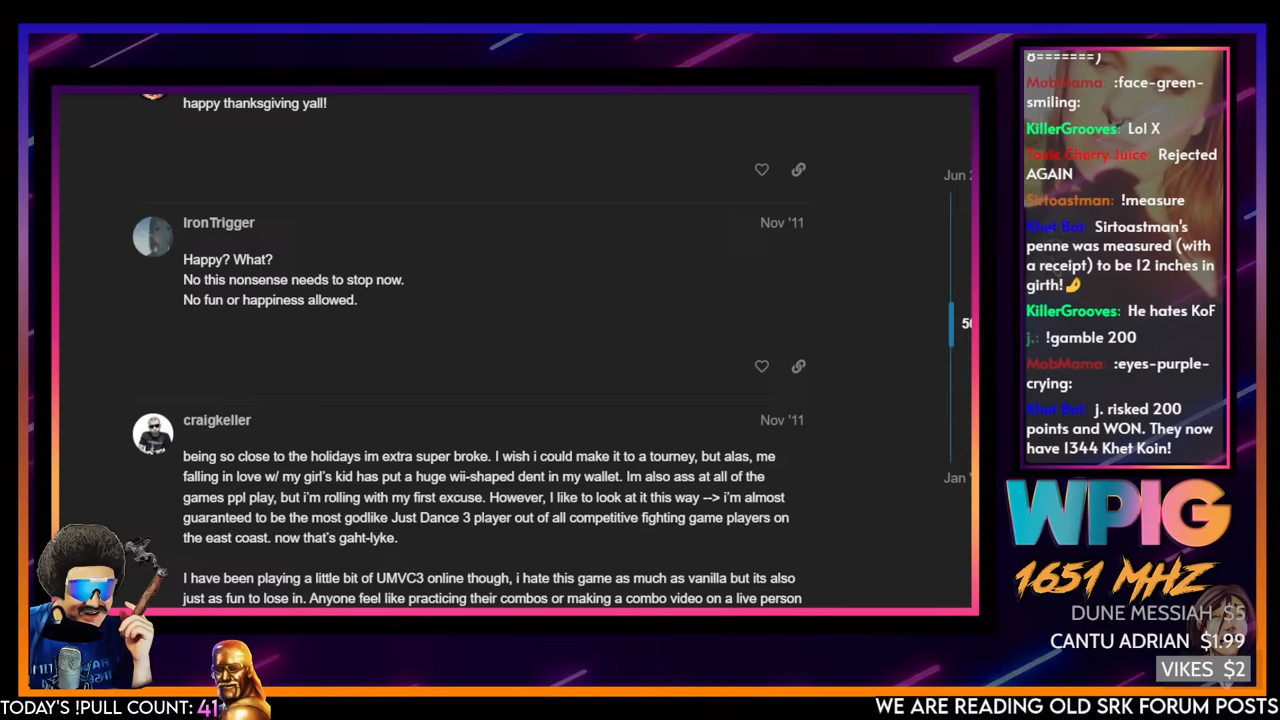 happy thanksgiving yall!
Jun 2
IronTrigger
Nov '11
Happy? What?
No this nonsense needs to stop now.
No fun or happiness allowed.
50
craigkeller
Nov '11
being so close to the holidays im extra super broke. I wish i could make it to a tourney, but alas, me
falling in love w/ my girl's kid has put a huge wii-shaped dent in my wallet. Im also ass at all of the
games ppl play, but i'm rolling with my first excuse. However, I like to look at it this way --> i'm almost
guaranteed to be the most godlike Just Dance 3 player out of all competitive fighting game players on
the east coast. now that's gaht-lyke.
Jan '
I have been playing a little bit of UMVC3 online though, i hate this game as much as vanilla but its also
just as fun to lose in. Anyone feel like practicing their combos or making a combo video on a live person
8=======)
MobMama: :face-green-
smiling:
KillerGrooves: Lol X
Toxic Cherry Juice: Rejected
AGAIN
Sirtoastman: !measure
Khet Bot: Sirtoastman's
penne was measured (with
a receipt) to be 12 inches in
girth!🤌
KillerGrooves: He hates KoF
j.: !gamble 200
MobMama: :eyes-purple-
crying:
Khet Bot: j. risked 200
points and WON. They now
have 1344 Khet Koin!
WPIG
1651 MHZ
DUNE MESSIAH $5
CANTU ADRIAN $1.99
VIKES $2
TODAY'S !PULL COUNT: 41
WE ARE READING OLD SRK FORUM POSTS